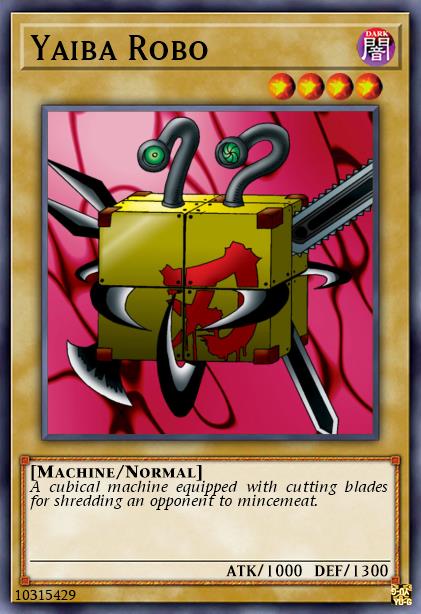 Yaiba Robo
DARK
闇
[Machine/Normal]
A cubical machine equipped with cutting blades
for shredding an opponent to mincemeat.
ATK/1000 DEF/1300
10315429